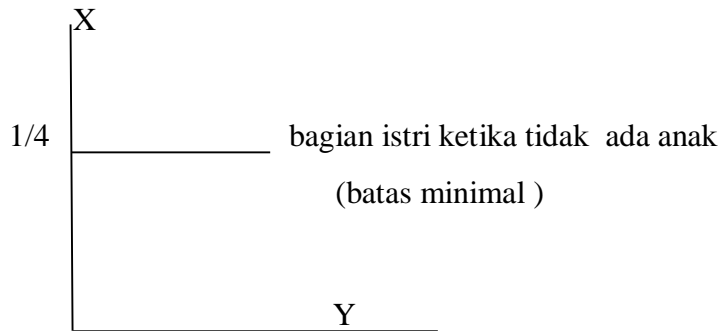 X
1/4 bagian istri ketika tidak ada anak
(batas minimal )
Y